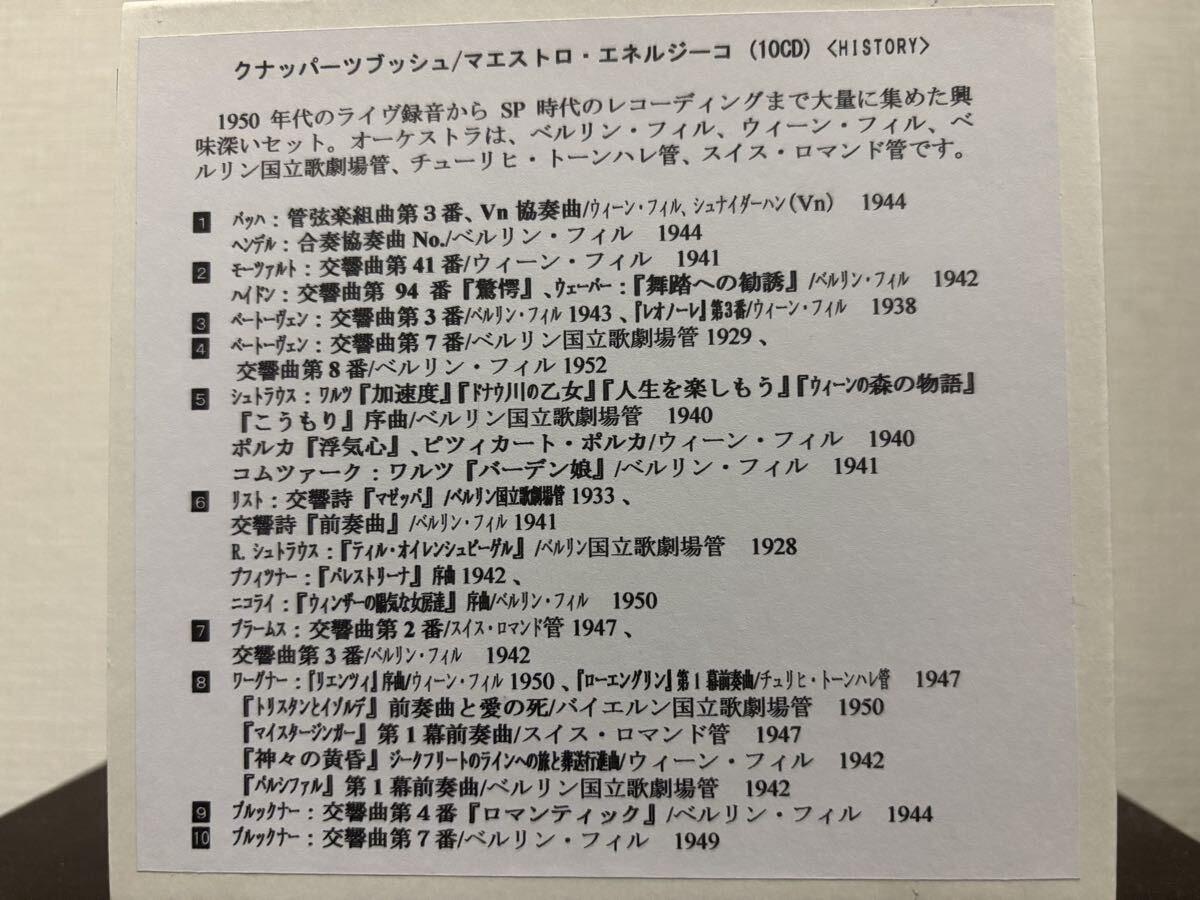 クナッパーツブッシュ/マエストロ・エネルジーコ (10CD) <HISTORY>
1950 年代のライヴ録音から SP 時代のレコーディングまで大量に集めた興
味深いセット。オーケストラは、ベルリン・フィル、ウィーン・フィル、ベ
ルリン国立歌劇場管、チューリヒ・トーンハレ管、スイス・ロマンド管です。
1 バッハ：管弦楽組曲第３番、Vn 協奏曲/ウィーン・フィル、シュナイダーハン(Vn) 1944
ヘンデル：合奏協奏曲 No./ベルリン・フィル 1944
2 モーツァルト：交響曲第 41 番/ウィーン・フィル 1941
ハイドン：交響曲第 94 番『驚愕』、ウェーバー：『舞踏への勧誘』/ベルリン・フィル 1942
3 ベートーヴェン：交響曲第３番/ベルリン・フィル 1943 、『レオノーレ』第3番/ウィーン・フィル 1938
4 ベートーヴェン：交響曲第７番/ベルリン国立歌劇場管 1929 、
交響曲第８番/ベルリン・フィル 1952
5 シュトラウス：ワルツ『加速度』『ドナウ川の乙女』『人生を楽しもう』『ウィーンの森の物語』
『こうもり』序曲/ベルリン国立歌劇場管 1940
ポルカ『浮気心』、ピツィカート・ポルカ/ウィーン・フィル 1940
コムツァーク：ワルツ『バーデン娘』/ベルリン・フィル 1941
6 リスト：交響詩『マゼッパ』/ベルリン国立歌劇場管 1933 、
交響詩『前奏曲』/ベルリン・フィル 1941
R. シュトラウス：『ティル・オイレンシュピーゲル』/ベルリン国立歌劇場管 1928
プフィツナー：『パレストリーナ』序曲 1942 、
ニコライ：『ウィンザーの陽気な女房達』序曲/ベルリン・フィル 1950
7 ブラームス：交響曲第２番/スイス・ロマンド管 1947 、
交響曲第３番/ベルリン・フィル 1942
8 ワーグナー：『リエンツィ』序曲/ウィーン・フィル 1950 、『ローエングリン』第１幕前奏曲/チュリヒ・トーンハレ管 1947
『トリスタンとイゾルデ』前奏曲と愛の死/バイエルン国立歌劇場管 1950
『マイスタージンガー』第１幕前奏曲/スイス・ロマンド管 1947
『神々の黄昏』ジークフリートのラインへの旅と葬送行進曲/ウィーン・フィル 1942
『パルシファル』第１幕前奏曲/ベルリン国立歌劇場管 1942
9 ブルックナー：交響曲第４番『ロマンティック』/ベルリン・フィル 1944
10 ブルックナー：交響曲第７番/ベルリン・フィル 1949